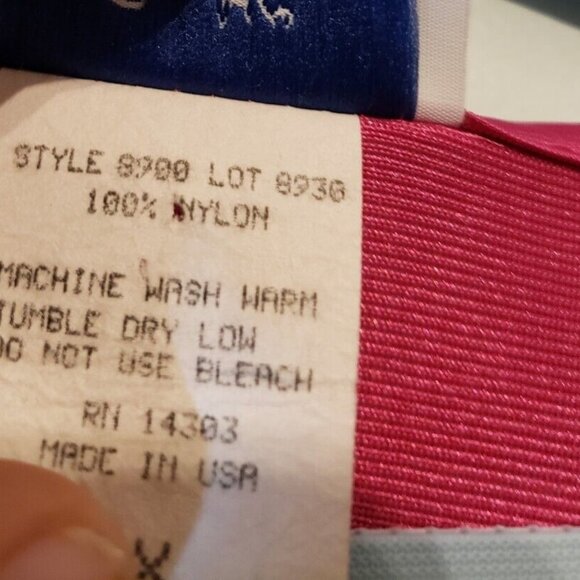 STYLE 8900 LOT 8930
100% NYLON
MACHINE WASH WARM
TUMBLE DRY LOW
DO NOT USE BLEACH
RN 14303
MADE IN USA
X